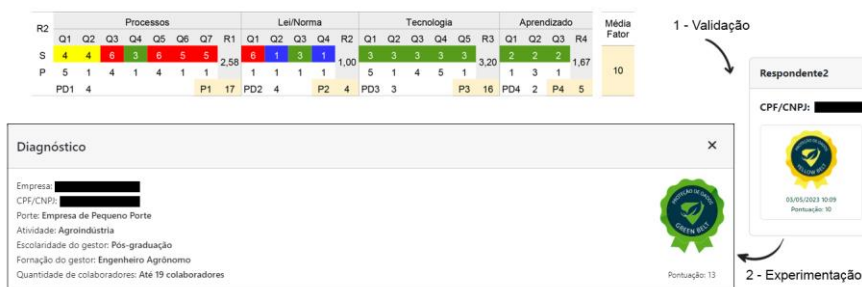 R2 Processos Lei/Norma Tecnologia Aprendizado Média Fator
Q1 Q2 Q3 Q4 Q5 Q6 Q7 R1 Q1 Q2 Q3 Q4 R2 Q1 Q2 Q3 Q4 Q5 R3 Q1 Q2 Q3 R4
S 4 4 6 3 6 5 5 2,58 6 1 3 1 1,00 3 3 3 3 3 3,20 2 2 2 1,67 10
P 5 1 4 1 4 1 1 1 1 1 1 5 1 4 5 1 1 3 1
PD1 4 P1 17 PD2 4 P2 4 PD3 3 P3 16 PD4 2 P4 5
1 - Validação
Respondente2
CPF/CNPJ:
YELLOW BELT
03/05/2023 10:09
Pontuação: 10
Diagnóstico ×
Empresa:
CPF/CNPJ:
Porte: Empresa de Pequeno Porte
Atividade: Agroindústria
Escolaridade do gestor: Pós-graduação
Formação do gestor: Engenheiro Agrônomo
Quantidade de colaboradores: Até 19 colaboradores
PROTEÇÃO DE DADOS
GREEN BELT
Pontuação: 13
2 - Experimentação